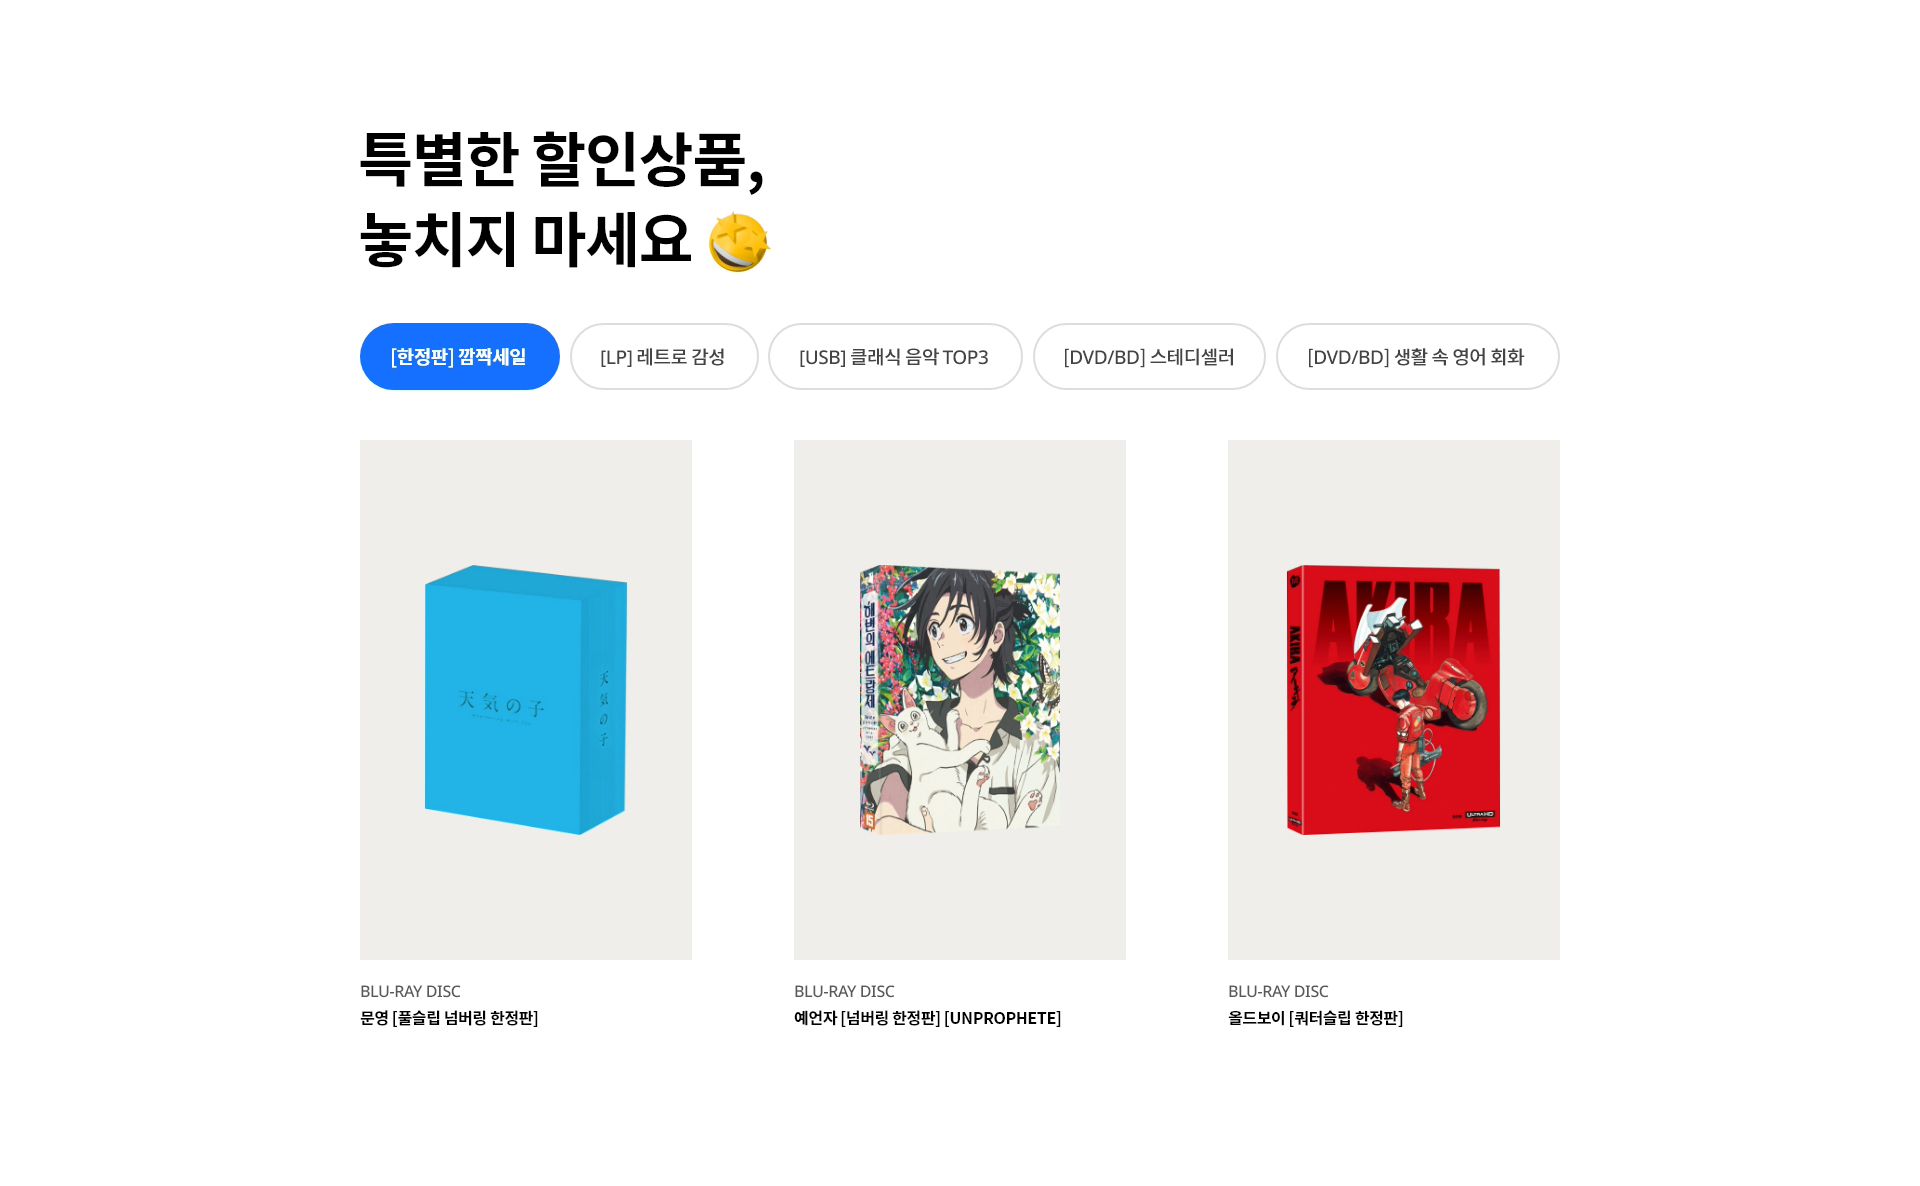 특별한 할인상품,
놓치지 마세요
[한정판] 깜짝세일
[LP] 레트로 감성
[USB] 클래식 음악 TOP3
[DVD/BD] 스테디셀러
[DVD/BD] 생활 속 영어 회화
天気の子
天気の子
해변의 에트랑제
AKIRA
AKIRA
アキラ
ULTRA HD
BLU-RAY DISC
문영 [풀슬립 넘버링 한정판]
BLU-RAY DISC
예언자 [넘버링 한정판] [UNPROPHETE]
BLU-RAY DISC
올드보이 [쿼터슬립 한정판]